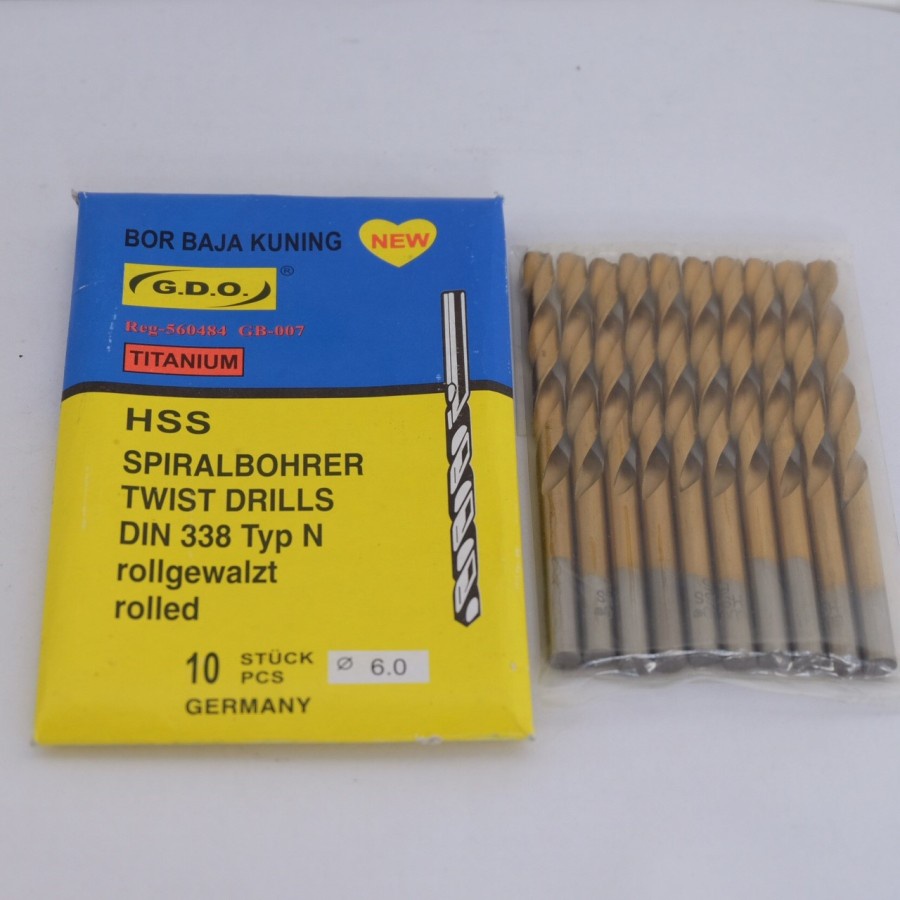 BOR BAJA KUNING
NEW
G.D.O. ®
Reg-560484 GB-007
TITANIUM
HSS
SPIRALBOHRER
TWIST DRILLS
DIN 338 Typ N
rollgewalzt
rolled
10 STÜCK
PCS
Ø 6.0
GERMANY